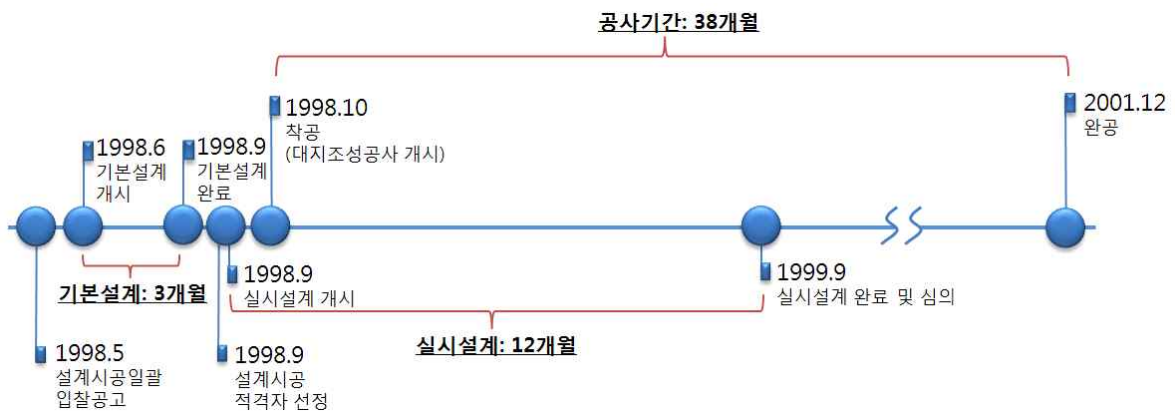 공사기간: 38개월
1998.10
착공
(대지조성공사 개시)
2001.12
완공
1998.6
기본설계
개시
1998.9
기본설계
완료
기본설계: 3개월
1998.9
실시설계 개시
1999.9
실시설계 완료 및 심의
실시설계: 12개월
1998.5
설계시공일괄
입찰공고
1998.9
설계시공
적격자 선정